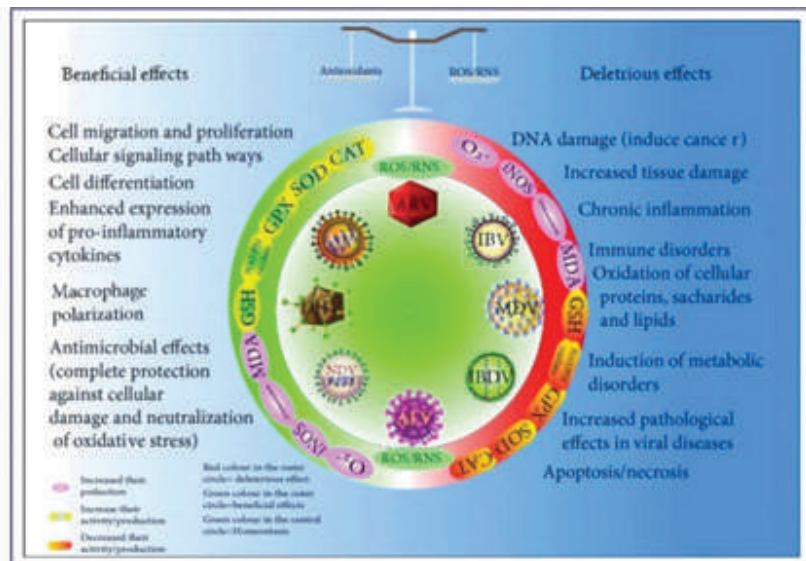 Antioxidants
ROS/RNS
Beneficial effects
Deletrious effects
Cell migration and proliferation
Cellular signaling path ways
Cell differentiation
Enhanced expression
of pro-inflammatory
cytokines
Macrophage
polarization
Antimicrobial effects
(complete protection
against cellular
damage and neutralization
of oxidative stress)
DNA damage (induce cance r)
Increased tissue damage
Chronic inflammation
Immune disorders
Oxidation of cellular
proteins, sacharides
and lipids
Induction of metabolic
disorders
Increased pathological
effects in viral diseases
Apoptosis/necrosis
ROS/RNS
CAT
SOD
GPX
GSH
MDA
iNOS
O₂
O₂
iNOS
MDA
GSH
GPX
SOD-CAT
ROS/RNS
ARV
IBV
MDV
IBDV
NDV
Increased their
Increase their
activity/production
Decreased their
activity/production
Red colour in the outer
circle= deleterious effect
Green colour in the outer
circle=beneficial effects
Green colour in the central
circle=Homeostasis